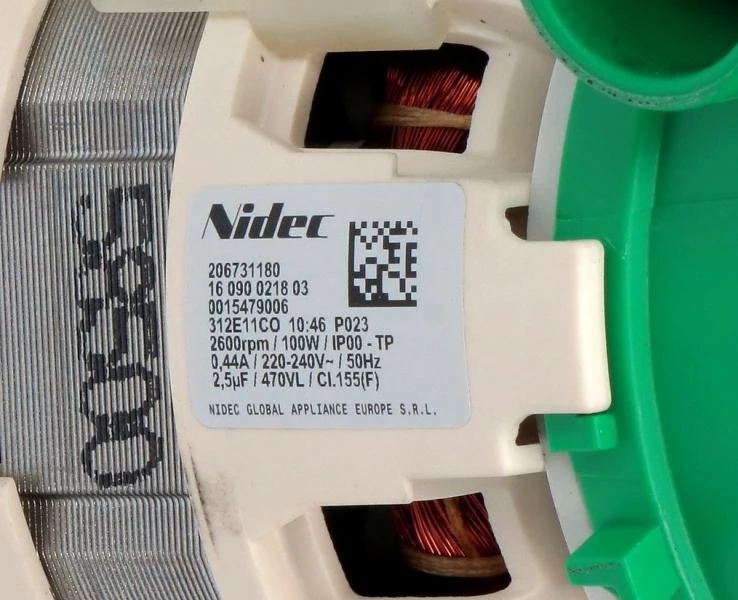 Nidec
206731180
16 090 0218 03
0015479006
312E11CO 10:46 P023
2600rpm / 100W / IP00 - TP
0,44A / 220-240V~ / 50Hz
2,5µF / 470VL / Cl.155(F)
NIDEC GLOBAL APPLIANCE EUROPE S.R.L.